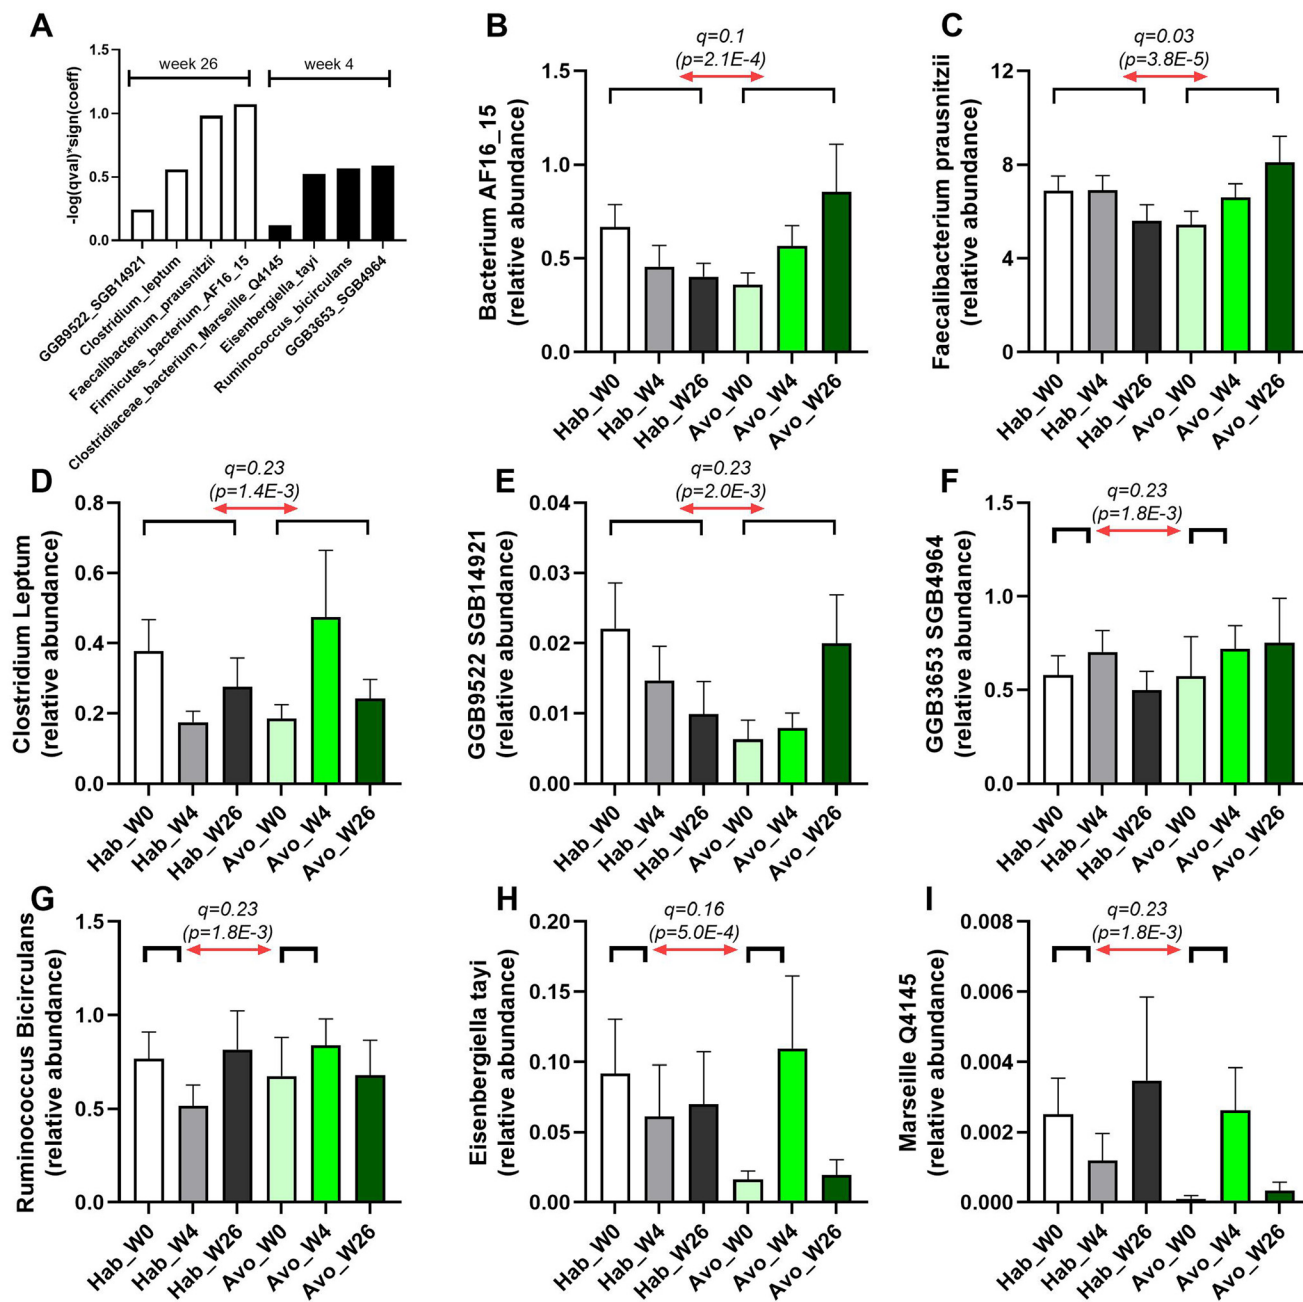 A
-log(qval)*sign(coeff)
1.5
1.0
0.5
0.0
week 26
week 4
GGB9522_SGB14921
Clostridium_leptum
Faecalibacterium_prausnitzii
Firmicutes_bacterium_AF16_15
Clostridiaceae_bacterium_Marseille_Q4145
Eisenbergiella_tayi
Ruminococcus_bicirculans
GGB3653_SGB4964
B
q=0.1
(p=2.1E-4)
Bacterium AF16_15
(relative abundance)
1.5
1.0
0.5
0.0
Hab_W0
Hab_W4
Hab_W26
Avo_W0
Avo_W4
Avo_W26
C
q=0.03
(p=3.8E-5)
Faecalibacterium prausnitzii
(relative abundance)
12
8
4
0
Hab_W0
Hab_W4
Hab_W26
Avo_W0
Avo_W4
Avo_W26
D
q=0.23
(p=1.4E-3)
Clostridium Leptum
(relative abundance)
0.8
0.6
0.4
0.2
0.0
Hab_W0
Hab_W4
Hab_W26
Avo_W0
Avo_W4
Avo_W26
E
q=0.23
(p=2.0E-3)
GGB9522 SGB14921
(relative abundance)
0.04
0.03
0.02
0.01
0.00
Hab_W0
Hab_W4
Hab_W26
Avo_W0
Avo_W4
Avo_W26
F
q=0.23
(p=1.8E-3)
GGB3653 SGB4964
(relative abundance)
1.5
1.0
0.5
0.0
Hab_W0
Hab_W4
Hab_W26
Avo_W0
Avo_W4
Avo_W26
G
q=0.23
(p=1.8E-3)
Ruminoccus Bicirculans
(relative abundance)
1.5
1.0
0.5
0.0
Hab_W0
Hab_W4
Hab_W26
Avo_W0
Avo_W4
Avo_W26
H
q=0.16
(p=5.0E-4)
Eisenbergiella tayi
(relative abundance)
0.20
0.15
0.10
0.05
0.00
Hab_W0
Hab_W4
Hab_W26
Avo_W0
Avo_W4
Avo_W26
I
q=0.23
(p=1.8E-3)
Marseille Q4145
(relative abundance)
0.008
0.006
0.004
0.002
0.000
Hab_W0
Hab_W4
Hab_W26
Avo_W0
Avo_W4
Avo_W26